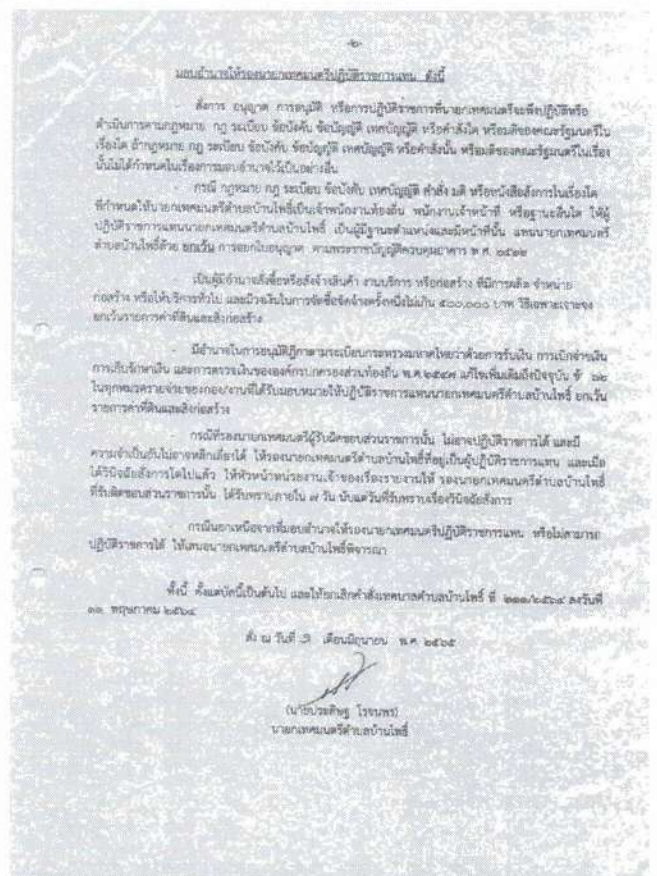 -๒-
มอบอำนาจให้รองนายกเทศมนตรีปฏิบัติราชการแทน ดังนี้
- สั่งการ อนุญาต การอนุมัติ หรือการปฏิบัติราชการที่นายกเทศมนตรีจะพึงปฏิบัติหรือ
ดำเนินการตามกฎหมาย กฎ ระเบียบ ข้อบังคับ ข้อบัญญัติ เทศบัญญัติ หรือคำสั่งใด หรือมติของคณะรัฐมนตรีใน
เรื่องใด ถ้ากฎหมาย กฎ ระเบียบ ข้อบังคับ ข้อบัญญัติ เทศบัญญัติ หรือคำสั่งนั้น หรือมติของคณะรัฐมนตรีในเรื่อง
นั้นไม่ได้กำหนดในเรื่องการมอบอำนาจไว้เป็นอย่างอื่น
- กรณี กฎหมาย กฎ ระเบียบ ข้อบังคับ เทศบัญญัติ คำสั่ง มติ หรือหนังสือสั่งการในเรื่องใด
ที่กำหนดให้นายกเทศมนตรีตำบลบ้านโพธิ์เป็นเจ้าพนักงานท้องถิ่น พนักงานเจ้าหน้าที่ หรือฐานะอื่นใด ให้ผู้
ปฏิบัติราชการแทนนายกเทศมนตรีตำบลบ้านโพธิ์ เป็นผู้มีฐานะตำแหน่งและมีหน้าที่นั้น แทนนายกเทศมนตรี
ตำบลบ้านโพธิ์ด้วย ยกเว้น การออกใบอนุญาต ตามพระราชบัญญัติควบคุมอาคาร พ.ศ. ๒๕๒๒
เป็นผู้มีอำนาจสั่งซื้อหรือสั่งจ้างสินค้า งานบริการ หรือก่อสร้าง ที่มีการผลิต จำหน่าย
ก่อสร้าง หรือให้บริการทั่วไป และมีวงเงินในการจัดซื้อจัดจ้างครั้งหนึ่งไม่เกิน ๕๐๐,๐๐๐ บาท วิธีเฉพาะเจาะจง
ยกเว้นรายการค่าที่ดินและสิ่งก่อสร้าง
- มีอำนาจในการอนุมัติฎีกาตามระเบียบกระทรวงมหาดไทยว่าด้วยการรับเงิน การเบิกจ่ายเงิน
การเก็บรักษาเงิน และการตรวจเงินขององค์กรปกครองส่วนท้องถิ่น พ.ศ.๒๕๔๗ แก้ไขเพิ่มเติมถึงปัจจุบัน ข้อ
ในทุกหมวดรายจ่ายของกอง/งานที่ได้รับมอบหมายให้ปฏิบัติราชการแทนนายกเทศมนตรีตำบลบ้านโพธิ์ ยกเว้น
รายการค่าที่ดินและสิ่งก่อสร้าง
- กรณีที่รองนายกเทศมนตรีผู้รับผิดชอบส่วนราชการนั้น ไม่อาจปฏิบัติราชการได้ และมี
ความจำเป็นอันไม่อาจหลีกเลี่ยงได้ ให้รองนายกเทศมนตรีตำบลบ้านโพธิ์ที่อยู่เป็นผู้ปฏิบัติราชการแทน และเมื่อ
ได้วินิจฉัยสั่งการใดไปแล้ว ให้หัวหน้าหน่วยงานเจ้าของเรื่องรายงานให้ รองนายกเทศมนตรีตำบลบ้านโพธิ์
ที่รับผิดชอบส่วนราชการนั้น ได้รับทราบภายใน ๗ วัน นับแต่วันที่รับทราบเรื่องวินิจฉัยสั่งการ
- กรณีนอกเหนือจากที่มอบอำนาจให้รองนายกเทศมนตรีปฏิบัติราชการแทน หรือไม่สามารถ
ปฏิบัติราชการได้ ให้เสนอนายกเทศมนตรีตำบลบ้านโพธิ์พิจารณา
ทั้งนี้ ตั้งแต่บัดนี้เป็นต้นไป และให้ยกเลิกคำสั่งเทศบาลตำบลบ้านโพธิ์ ที่ ๒๑๑/๒๕๖๔ ลงวันที่
๑๑ พฤษภาคม ๒๕๖๔
สั่ง ณ วันที่ เดือนมิถุนายน พ.ศ. ๒๕๖๕
(นายประดิษฐ โรจนพร)
นายกเทศมนตรีตำบลบ้านโพธิ์